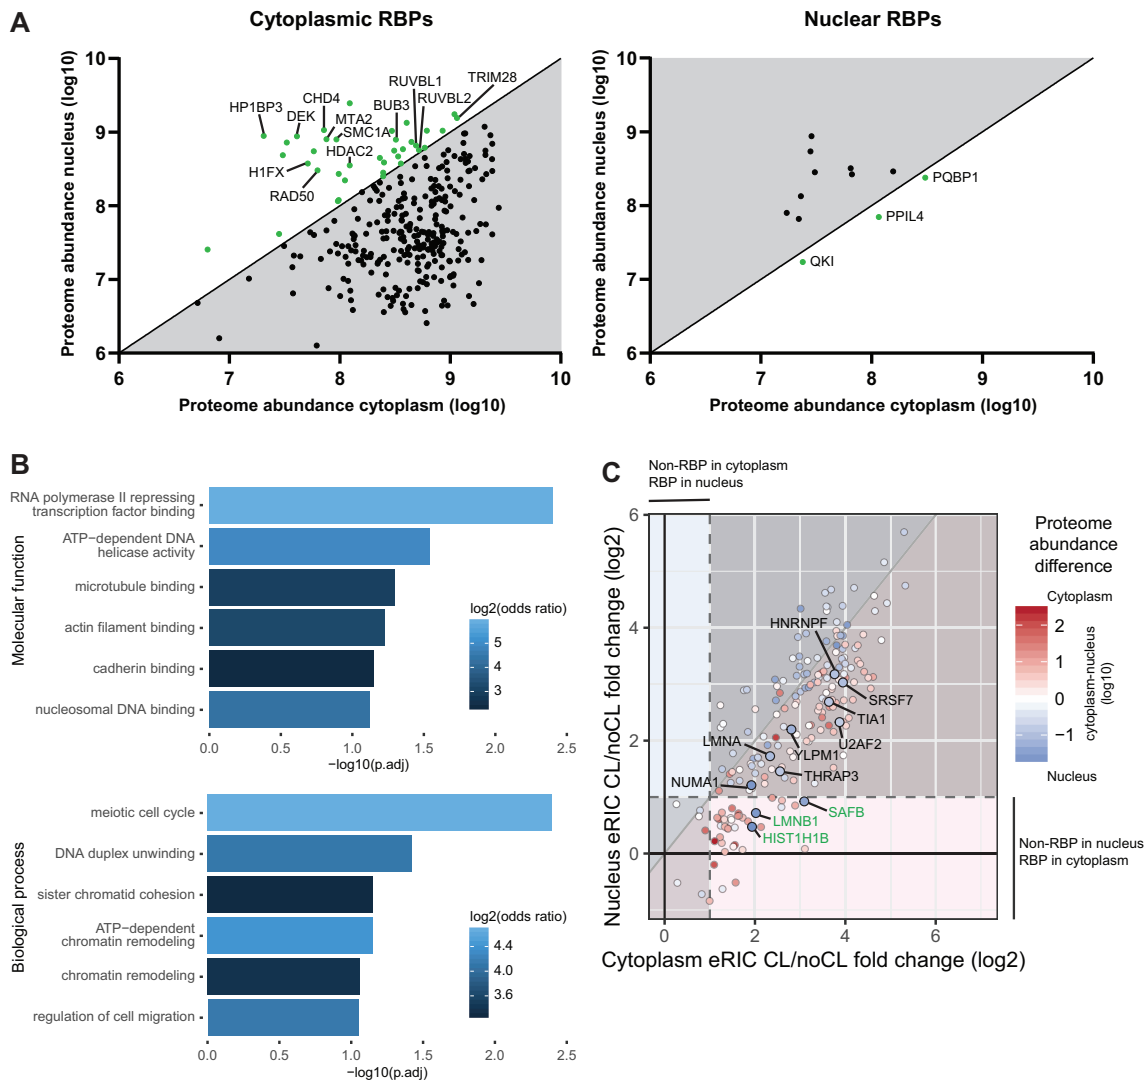 A
Cytoplasmic RBPs
Proteome abundance nucleus (log10)
10
9
8
7
6
6
7
8
9
10
Proteome abundance cytoplasm (log10)
HP1BP3
DEK
CHD4
MTA2
SMC1A
HDAC2
H1FX
RAD50
BUB3
RUVBL1
RUVBL2
TRIM28
Nuclear RBPs
Proteome abundance nucleus (log10)
10
9
8
7
6
6
7
8
9
10
Proteome abundance cytoplasm (log10)
PQBP1
PPIL4
QKI
B
Molecular function
RNA polymerase II repressing
transcription factor binding
ATP-dependent DNA
helicase activity
microtubule binding
actin filament binding
cadherin binding
nucleosomal DNA binding
0.0
0.5
1.0
1.5
2.0
2.5
−log10(p.adj)
log2(odds ratio)
5
4
3
Biological process
meiotic cell cycle
DNA duplex unwinding
sister chromatid cohesion
ATP-dependent
chromatin remodeling
chromatin remodeling
regulation of cell migration
0.0
0.5
1.0
1.5
2.0
2.5
−log10(p.adj)
log2(odds ratio)
4.4
4.0
3.6
C
Non-RBP in cytoplasm
RBP in nucleus
Nucleus eRIC CL/noCL fold change (log2)
6
4
2
0
0
2
4
6
Cytoplasm eRIC CL/noCL fold change (log2)
HNRNPF
SRSF7
TIA1
U2AF2
YLPM1
LMNA
THRAP3
NUMA1
SAFB
LMNB1
HIST1H1B
Proteome
abundance
difference
Cytoplasm
2
1
0
−1
Nucleus
cytoplasm-nucleus
(log10)
Non-RBP in nucleus
RBP in cytoplasm